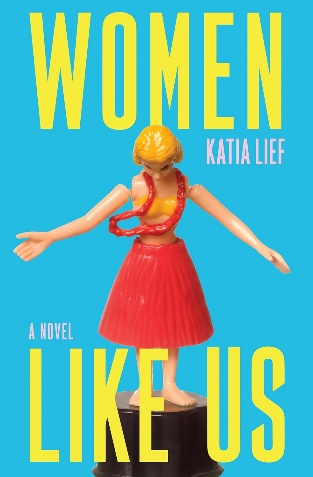 WOMEN
KATIA LIEF
A NOVEL
LIKE US